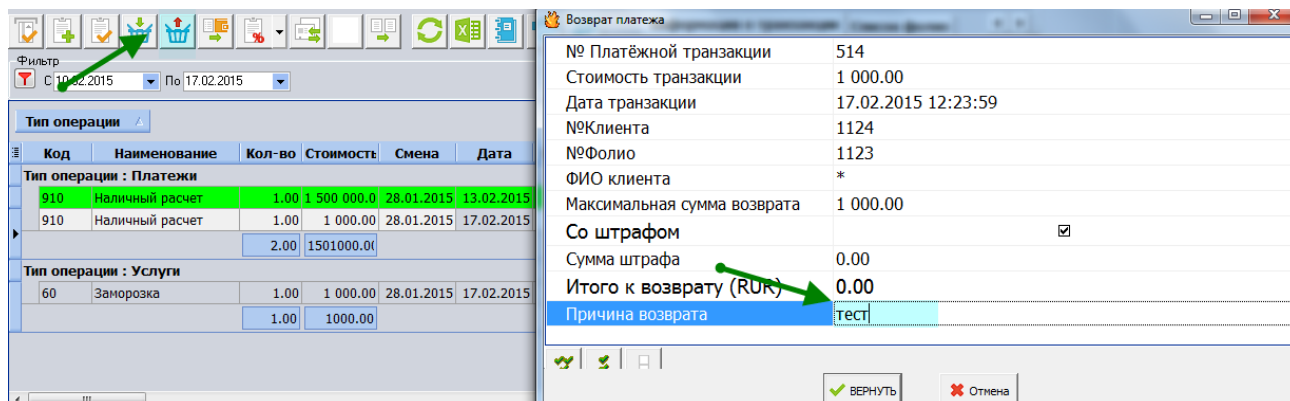 Фильтр
С 10.02.2015 По 17.02.2015
Тип операции
Код Наименование Кол-во Стоимость Смена Дата
Тип операции : Платежи
910 Наличный расчет 1.00 1 500 000.0 28.01.2015 13.02.2015
910 Наличный расчет 1.00 1 000.00 28.01.2015 17.02.2015
2.00 1501000.0(
Тип операции : Услуги
60 Заморозка 1.00 1 000.00 28.01.2015 17.02.2015
1.00 1000.00
Возврат платежа
№ Платёжной транзакции 514
Стоимость транзакции 1 000.00
Дата транзакции 17.02.2015 12:23:59
№Клиента 1124
№Фолио 1123
ФИО клиента *
Максимальная сумма возврата 1 000.00
Со штрафом
Сумма штрафа 0.00
Итого к возврату (RUR) 0.00
Причина возврата тест
ВЕРНУТЬ Отмена